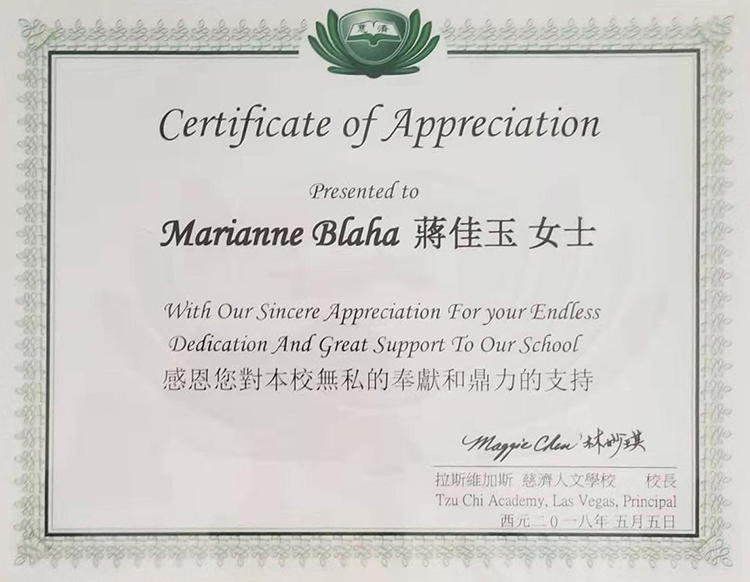 慈 濟
Certificate of Appreciation
Presented to
Marianne Blaha 蔣佳玉 女士
With Our Sincere Appreciation For your Endless
Dedication And Great Support To Our School
感恩您對本校無私的奉獻和鼎力的支持
Maggie Chen 林妙琪
拉斯維加斯 慈濟人文學校 校長
Tzu Chi Academy, Las Vegas, Principal
西元二0一八年 五月五日